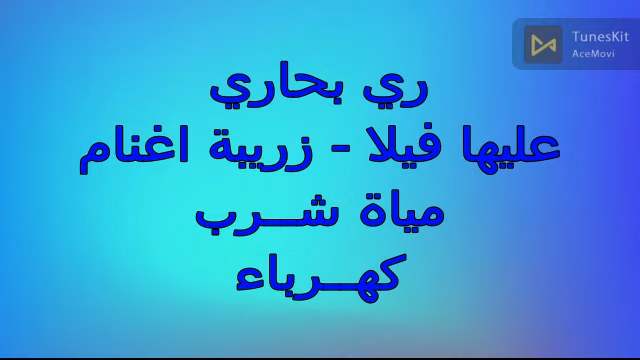 TunesKit
AceMovi
ري بحاري
عليها فيلا - زريبة اغنام
مياة شـــرب
كهـــرباء